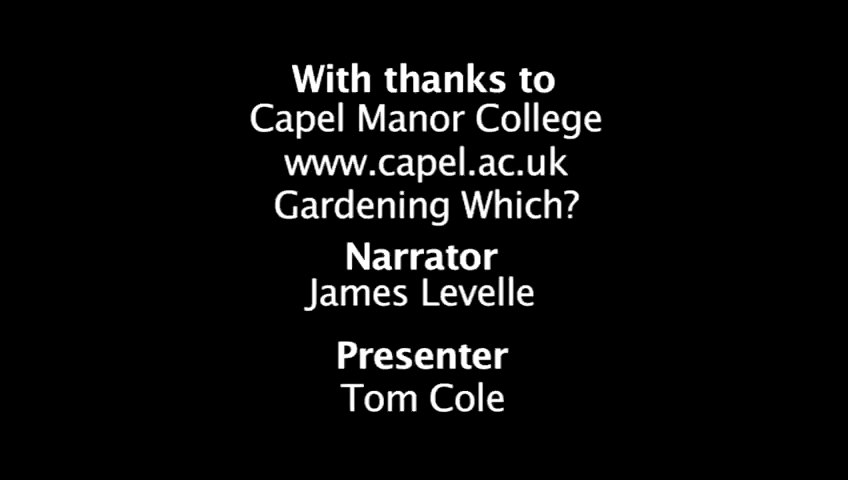 With thanks to
Capel Manor College
www.capel.ac.uk
Gardening Which?
Narrator
James Levelle
Presenter
Tom Cole